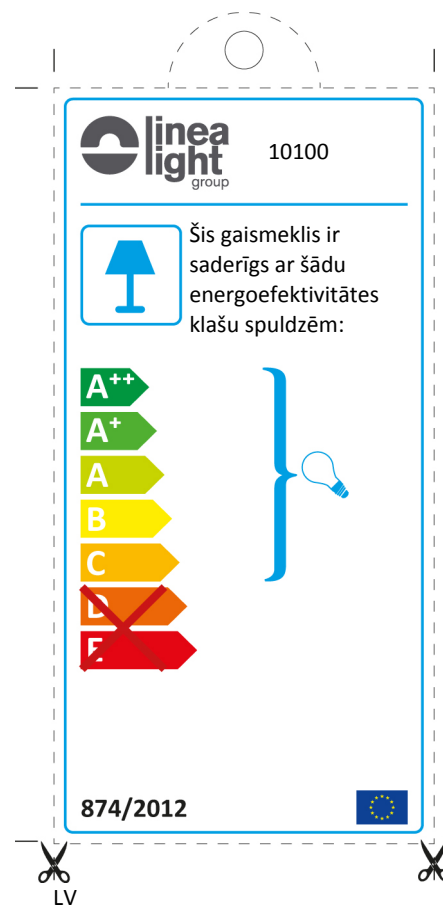 linea
light
group
10100
Šis gaismeklis ir
saderīgs ar šādu
energoefektivitātes
klašu spuldzēm:
A++
A+
A
B
C
D
E
874/2012
LV